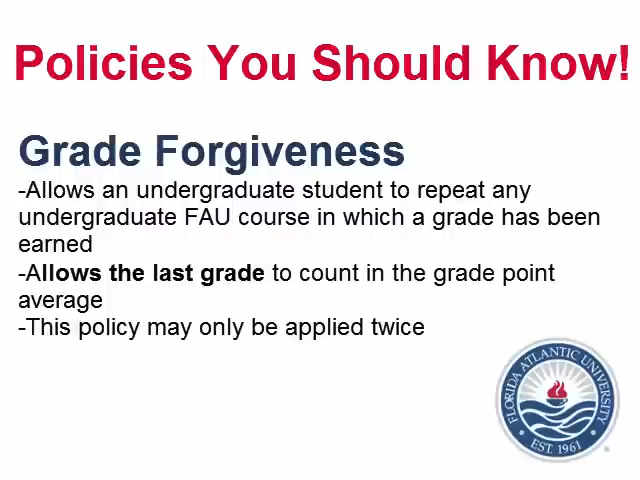 Policies You Should Know!
Grade Forgiveness
-Allows an undergraduate student to repeat any
undergraduate FAU course in which a grade has been
earned
-Allows the last grade to count in the grade point
average
-This policy may only be applied twice
FLORIDA ATLANTIC UNIVERSITY
EST. 1961